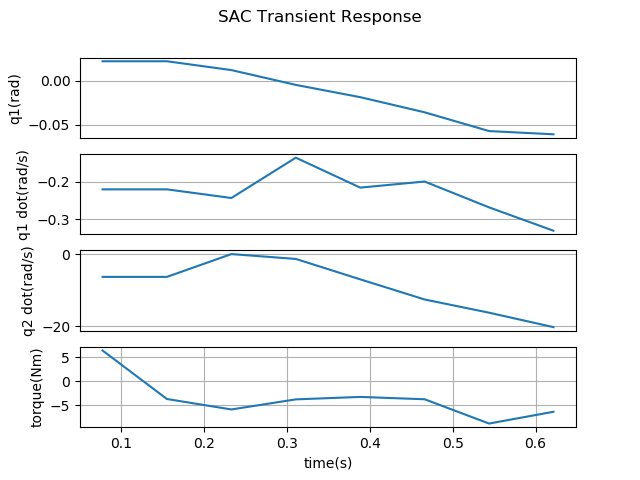 SAC Transient Response
q1(rad)
0.00
−0.05
q1 dot(rad/s)
−0.2
−0.3
q2 dot(rad/s)
0
−20
torque(Nm)
5
0
−5
0.1 0.2 0.3 0.4 0.5 0.6
time(s)